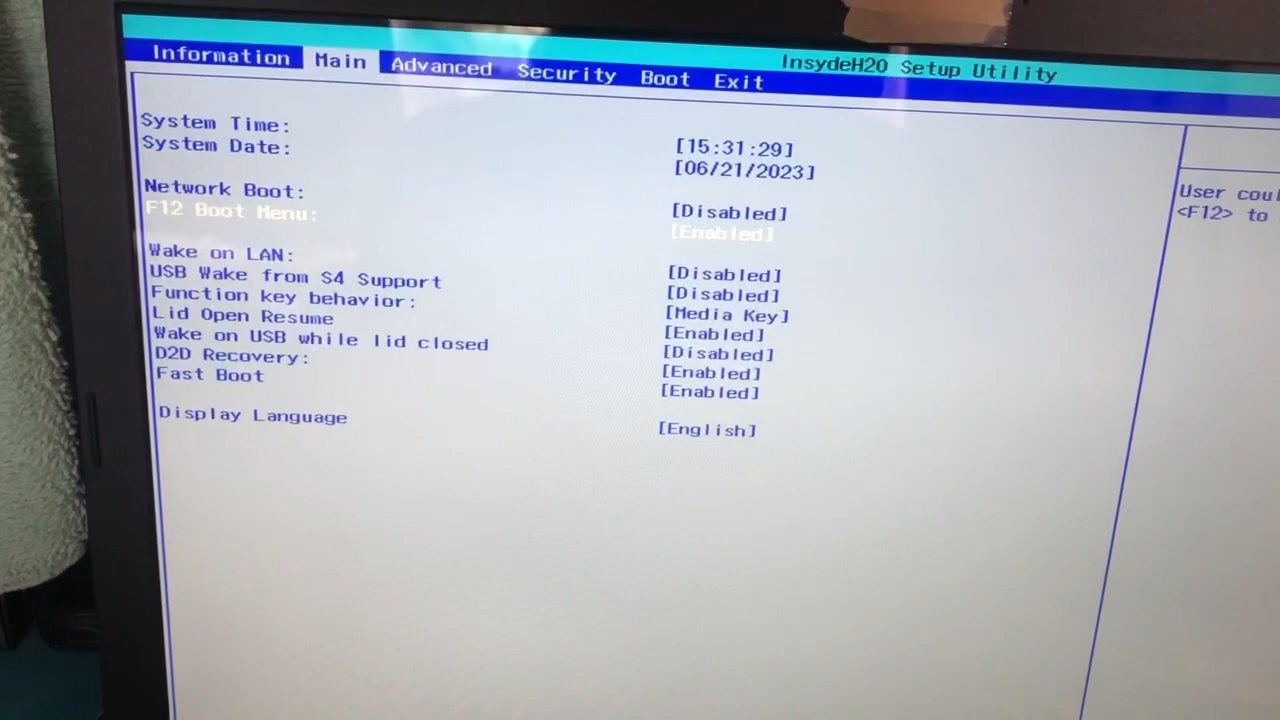 InsydeH20 Setup Utility
Information Main Advanced Security Boot Exit
System Time: [15:31:29]
System Date: [06/21/2023]
Network Boot: [Disabled]
F12 Boot Menu: [Enabled]
Wake on LAN: [Disabled]
USB Wake from S4 Support [Disabled]
Function key behavior: [Media Key]
Lid Open Resume [Enabled]
Wake on USB while lid closed [Disabled]
D2D Recovery: [Enabled]
Fast Boot [Enabled]
Display Language [English]
User coul
<F12> to